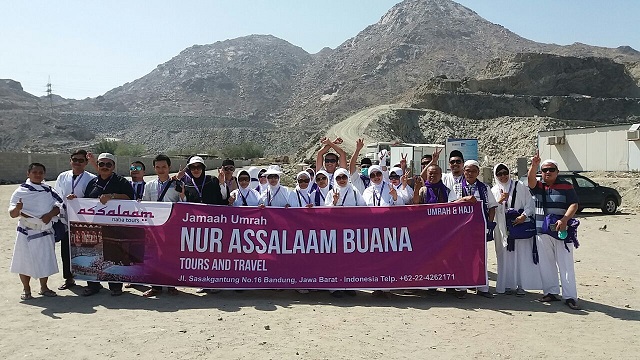 assalaam
naba tours
Jamaah Umrah
UMRAH & HAJJ
NUR ASSALAAM BUANA
TOURS AND TRAVEL
Jl. Sasakgantung No.16 Bandung, Jawa Barat - Indonesia Telp. +62-22-4262171